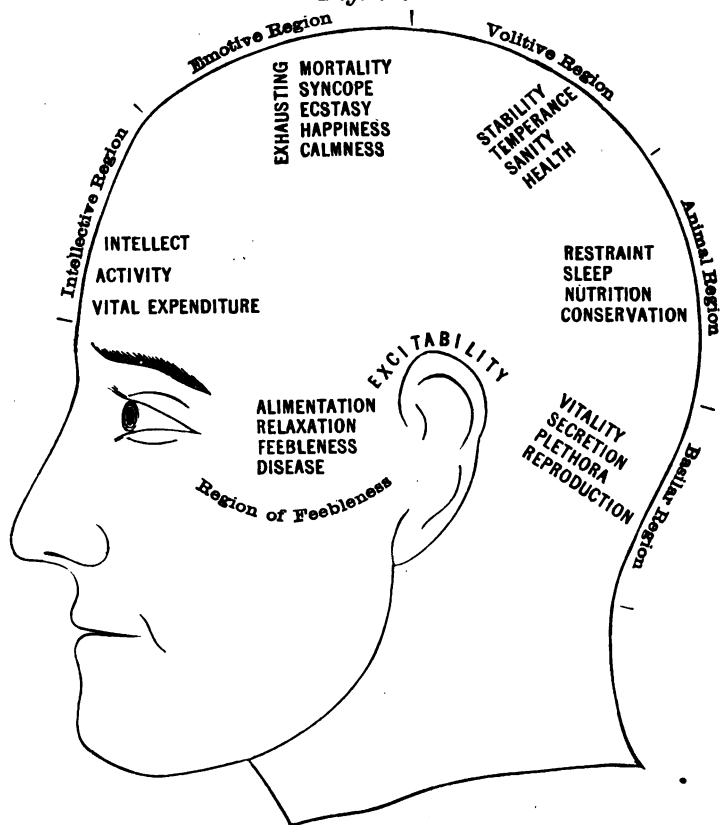 Emotive Region
Volitive Region
EXHAUSTING
MORTALITY
SYNCOPE
ECSTASY
HAPPINESS
CALMNESS
STABILITY
TEMPERANCE
SANITY
HEALTH
Intellective Region
INTELLECT
ACTIVITY
VITAL EXPENDITURE
Animal Region
RESTRAINT
SLEEP
NUTRITION
CONSERVATION
EXCITABILITY
ALIMENTATION
RELAXATION
FEEBLENESS
DISEASE
Region of Feebleness
VITALITY
SECRETION
PLETHORA
REPRODUCTION
Basilar Region